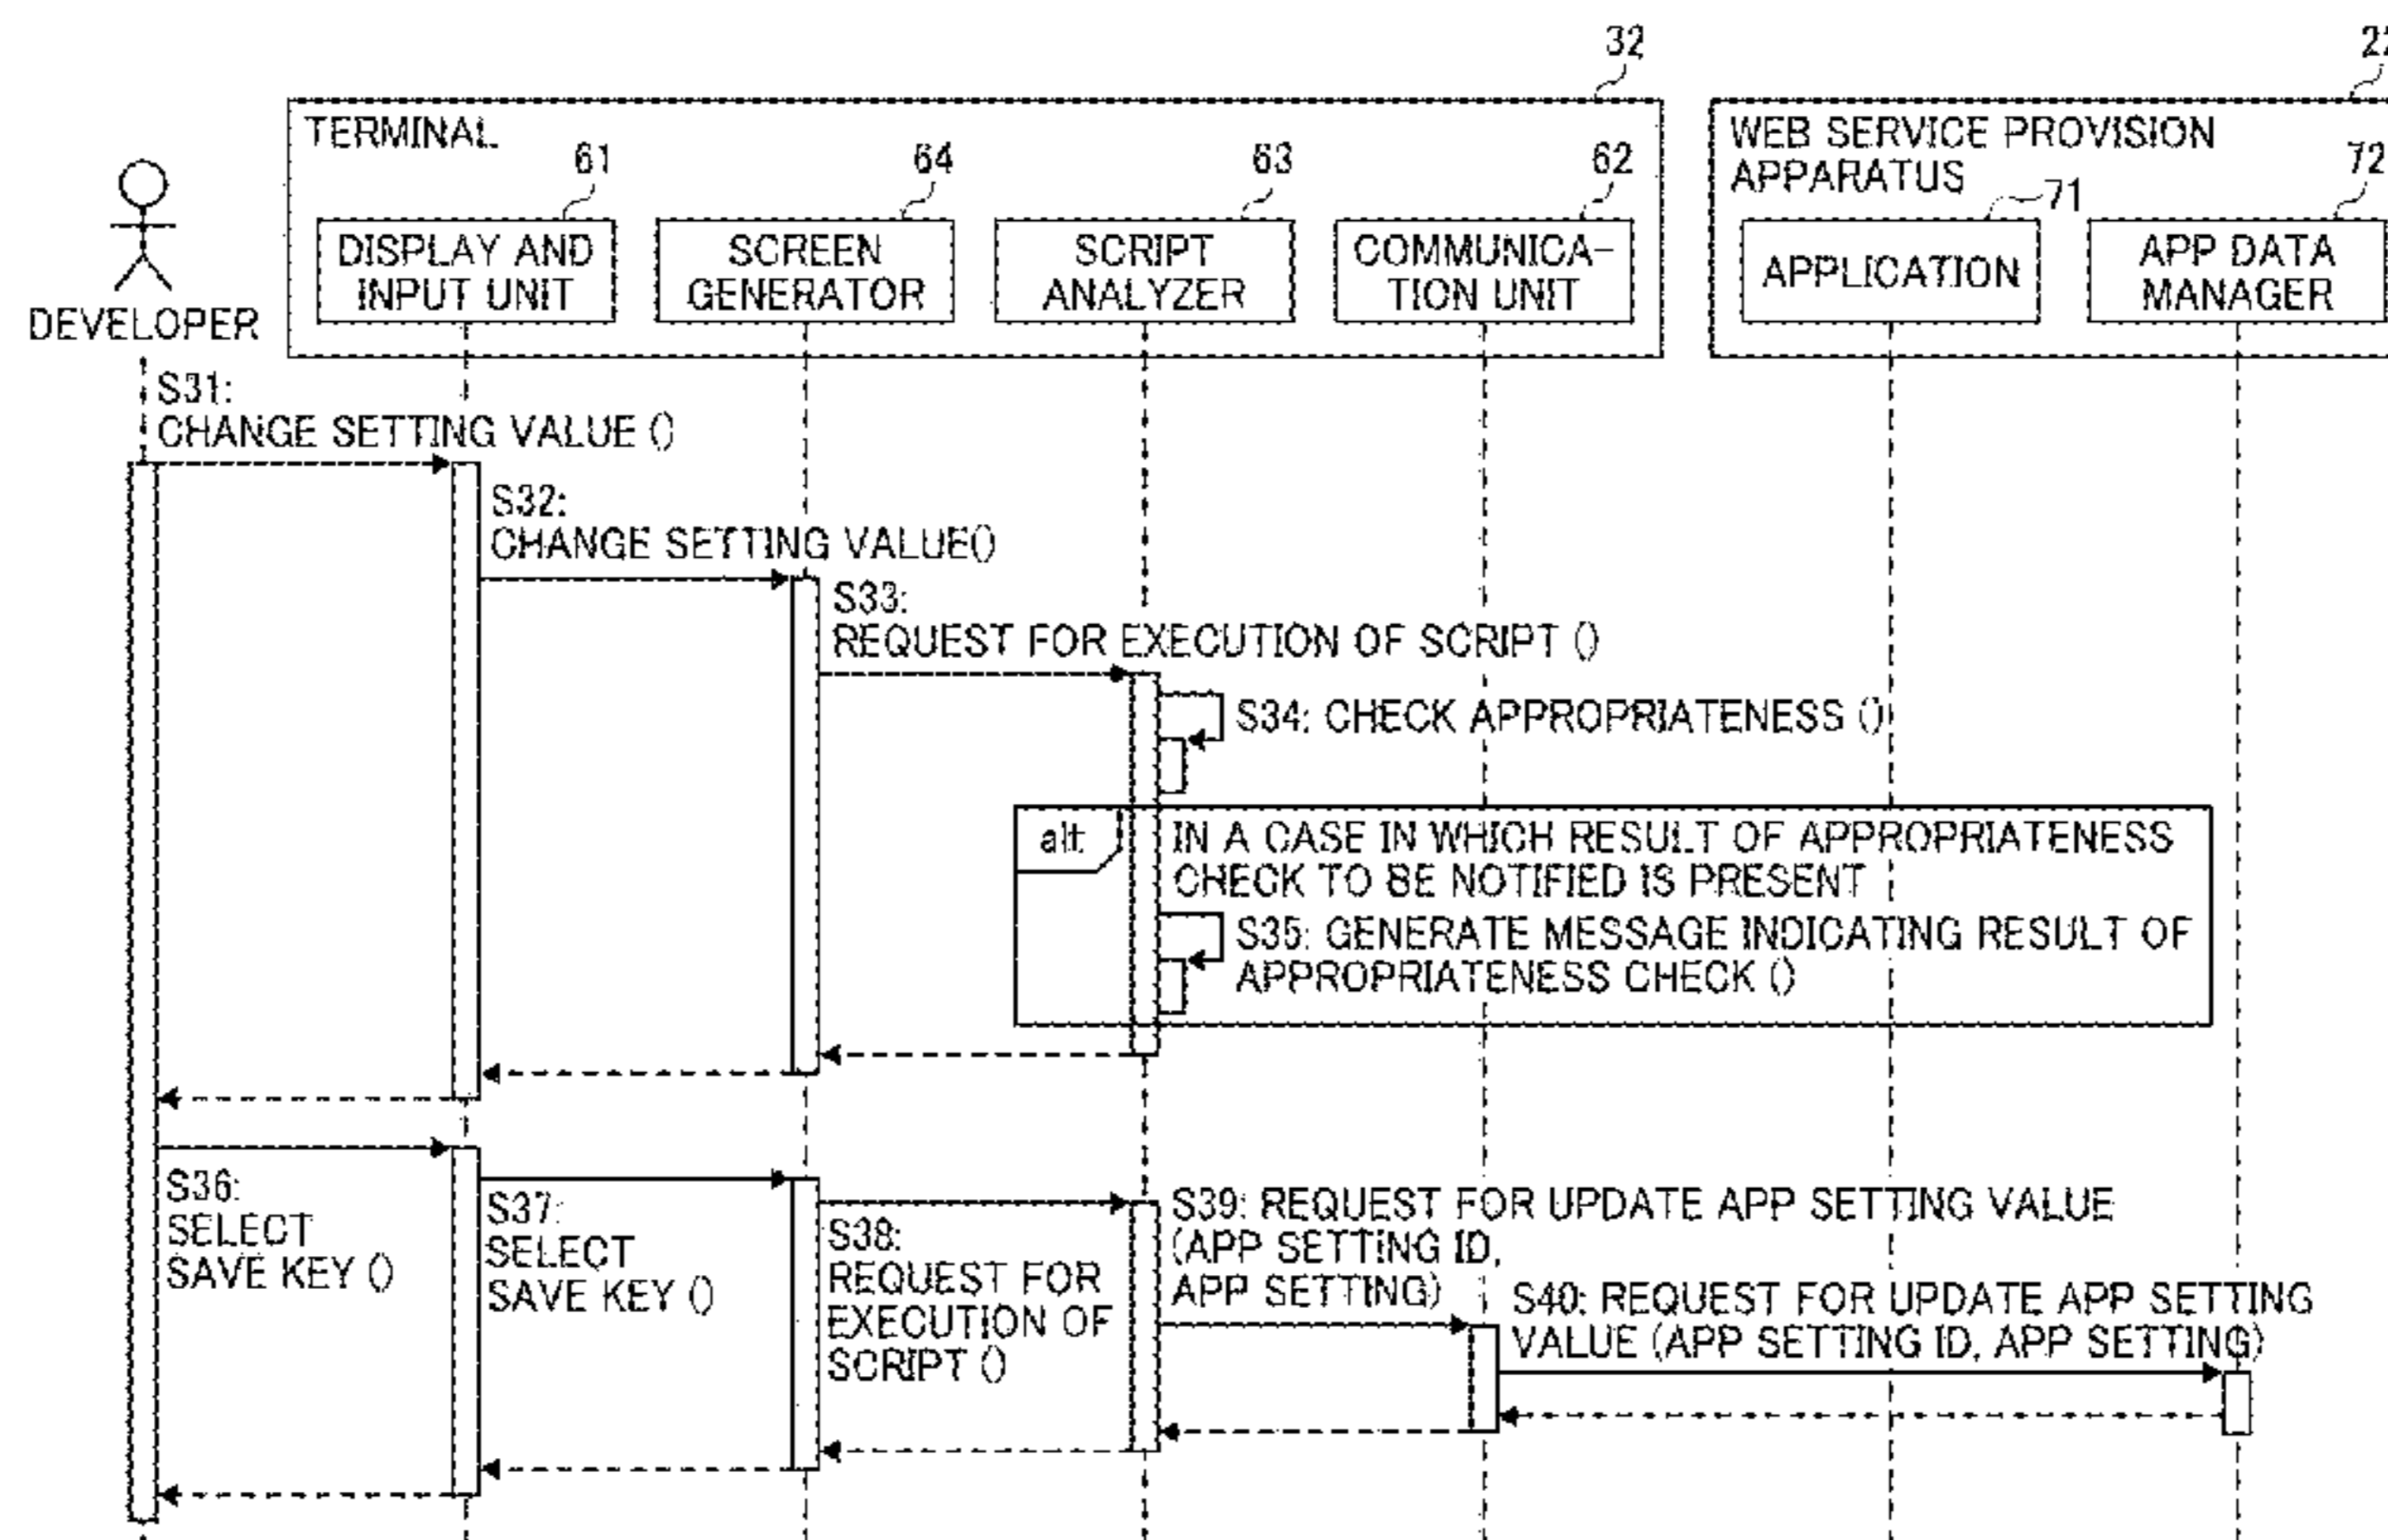 32
TERMINAL
WEB SERVICE PROVISION
APPARATUS
61
64
63
62
71
72
DISPLAY AND
INPUT UNIT
SCREEN
GENERATOR
SCRIPT
ANALYZER
COMMUNICA-
TION UNIT
APPLICATION
APP DATA
MANAGER
DEVELOPER
S31:
CHANGE SETTING VALUE ()
S32:
CHANGE SETTING VALUE()
S33:
REQUEST FOR EXECUTION OF SCRIPT ()
S34: CHECK APPROPRIATENESS ()
alt
IN A CASE IN WHICH RESULT OF APPROPRIATENESS
CHECK TO BE NOTIFIED IS PRESENT
S35: GENERATE MESSAGE INDICATING RESULT OF
APPROPRIATENESS CHECK ()
S36:
SELECT
SAVE KEY ()
S37:
SELECT
SAVE KEY ()
S38:
REQUEST FOR
EXECUTION OF
SCRIPT ()
S39: REQUEST FOR UPDATE APP SETTING VALUE
(APP SETTING ID,
APP SETTING)
S40: REQUEST FOR UPDATE APP SETTING
VALUE (APP SETTING ID, APP SETTING)